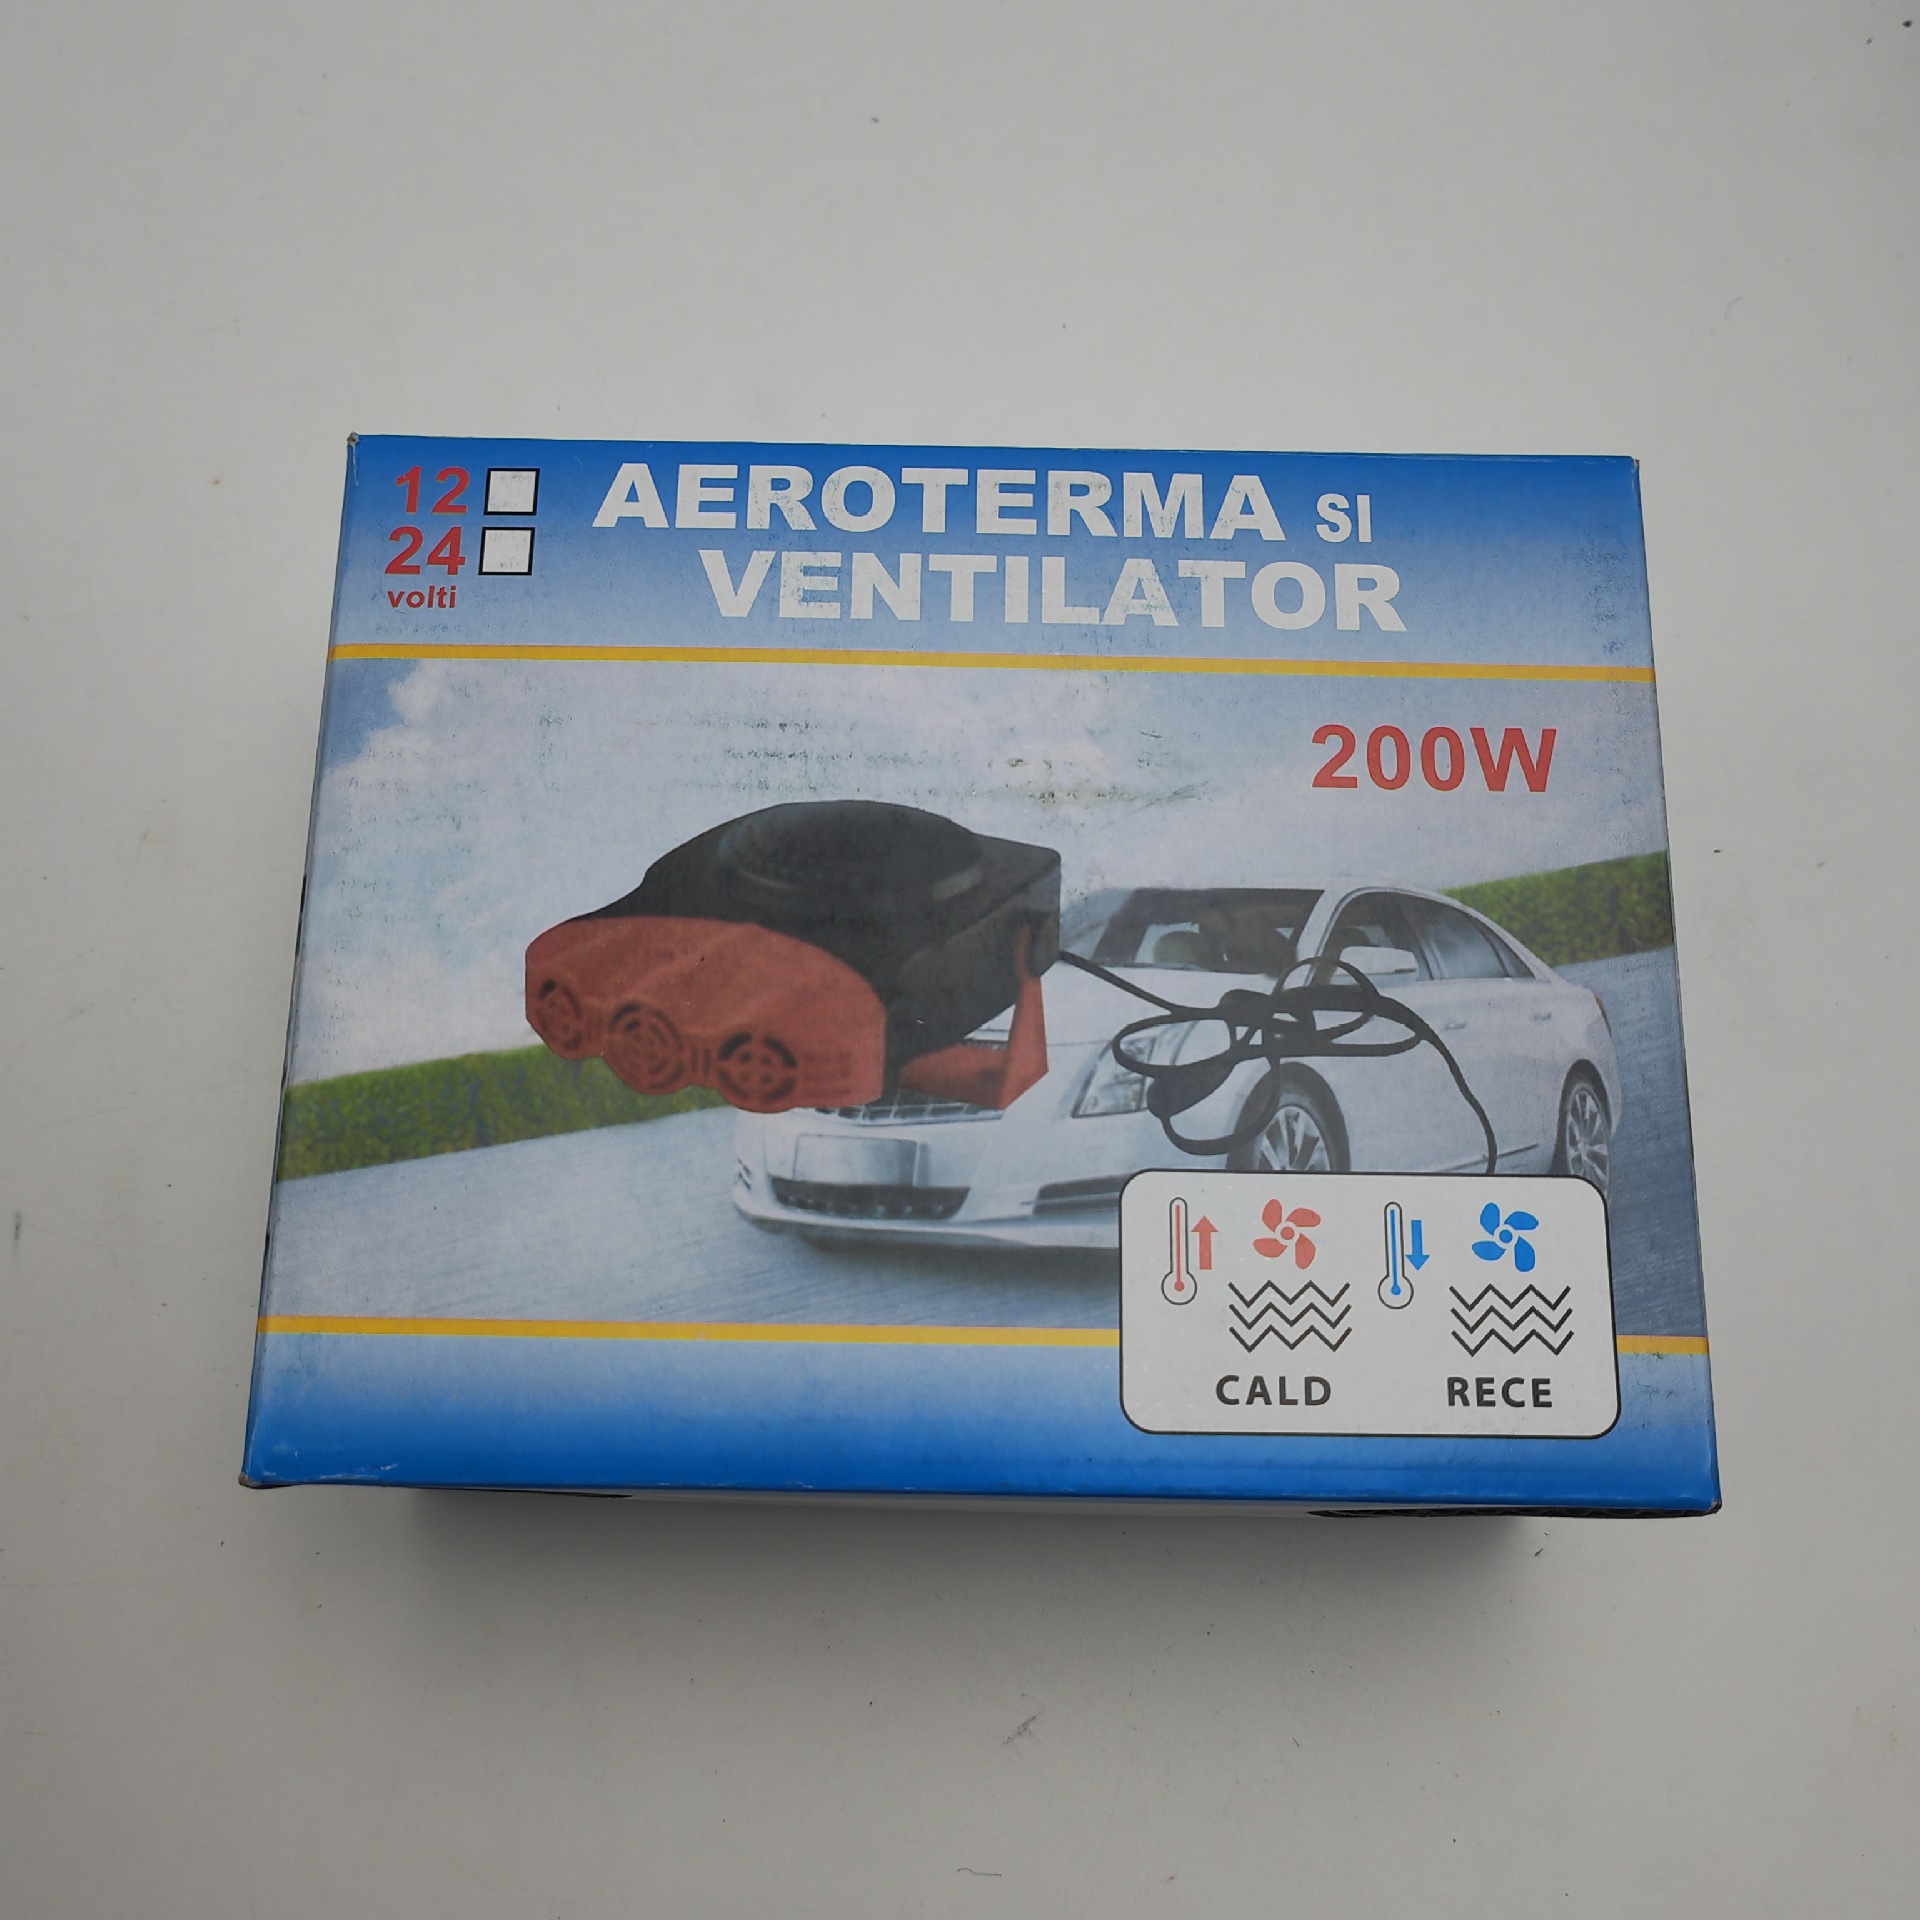 12
24
volti
AEROTERMA SI
VENTILATOR
200W
CALD
RECE